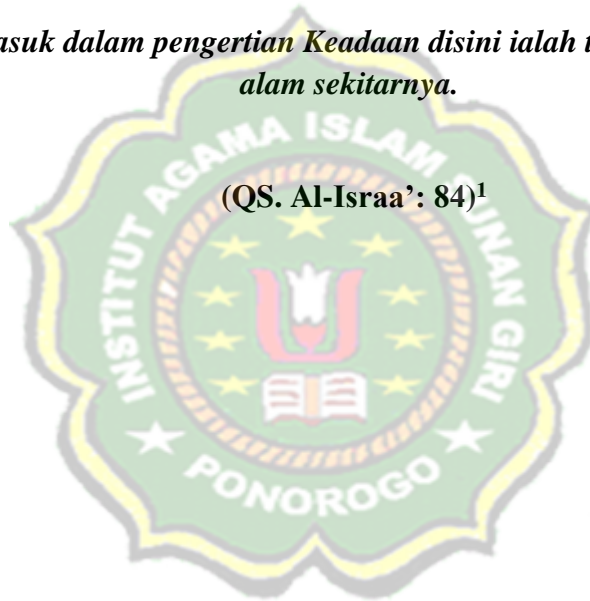 asuk dalam pengertian Keadaan disini ialah t
alam sekitarnya.
(QS. Al-Israa’: 84)¹
INSTITUT AGAMA ISLAM SUNAN GIRI
PONOROGO